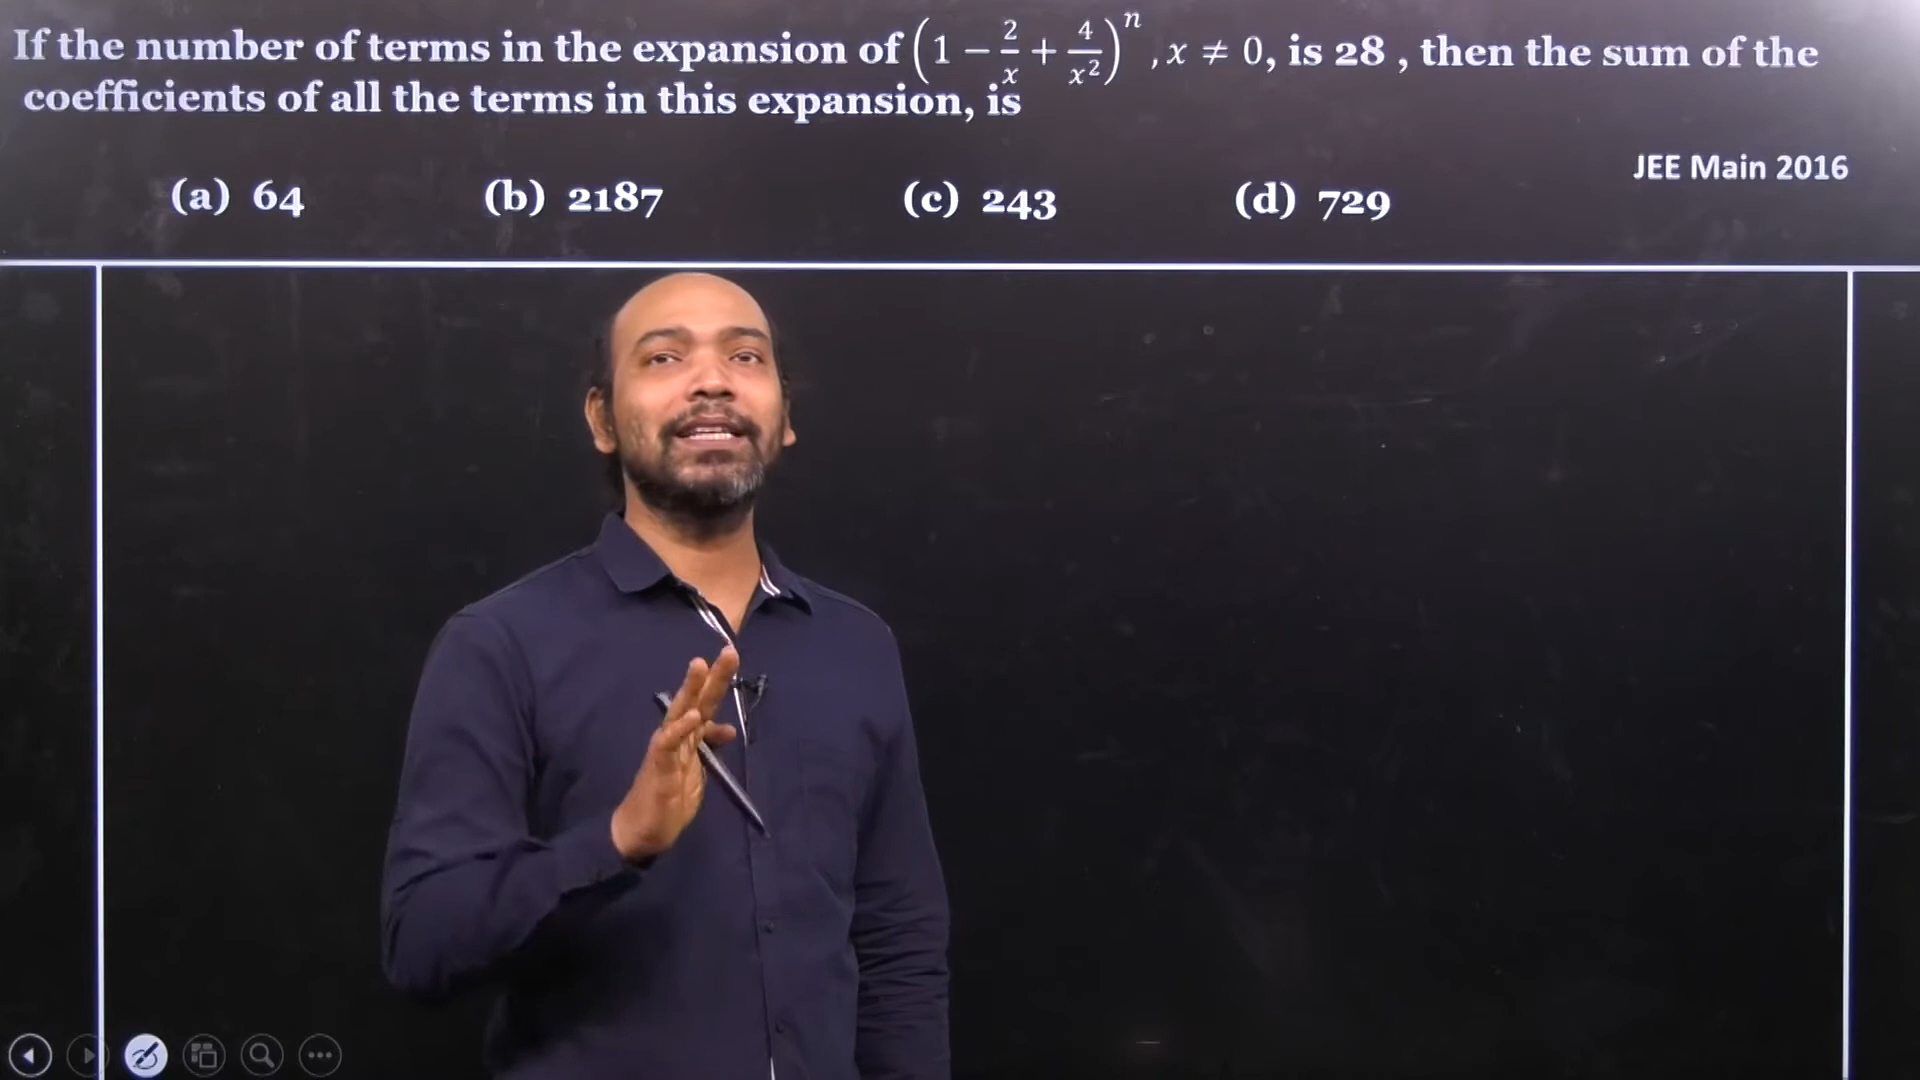 If the number of terms in the expansion of (1 − 2/x + 4/x²)ⁿ, x ≠ 0, is 28 , then the sum of the
coefficients of all the terms in this expansion, is
JEE Main 2016
(a) 64 (b) 2187 (c) 243 (d) 729